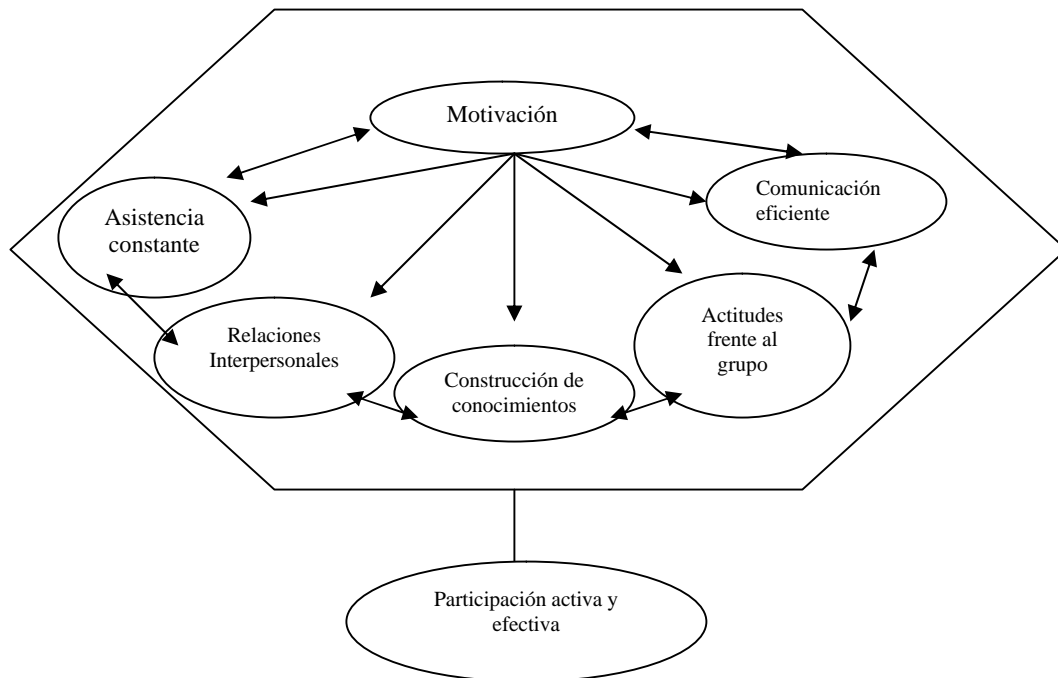 Motivación
Comunicación
eficiente
Asistencia
constante
Relaciones
Interpersonales
Construcción de
conocimientos
Actitudes
frente al
grupo
Participación activa y
efectiva